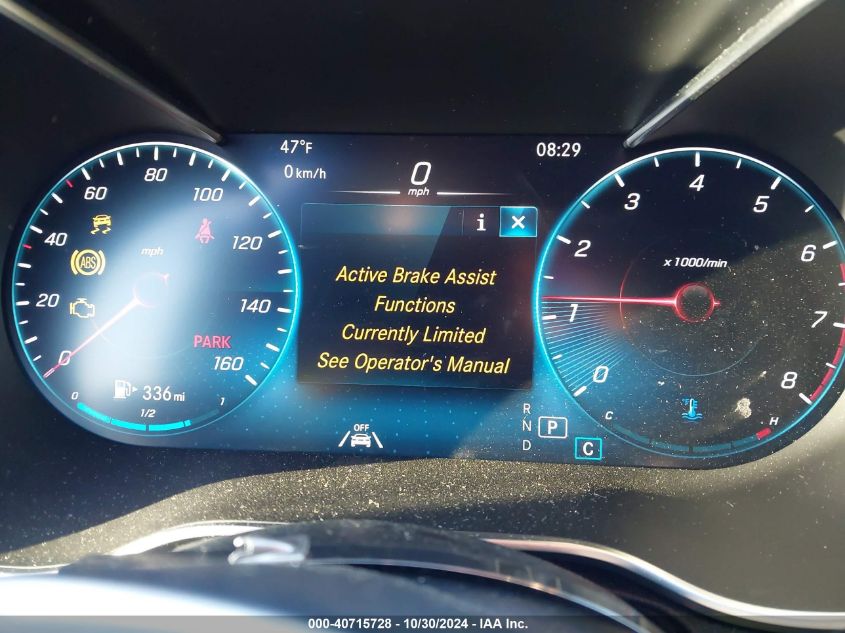 47°F
08:29
0 km/h
0
mph
i
×
0
20
40
60
80
100
120
140
160
mph
ABS
PARK
336 mi
0
1/2
1
Active Brake Assist
Functions
Currently Limited
See Operator's Manual
OFF
R
N
P
D
C
0
1
2
3
4
5
6
7
8
x 1000/min
C
H
000-40715728 - 10/30/2024 - IAA Inc.